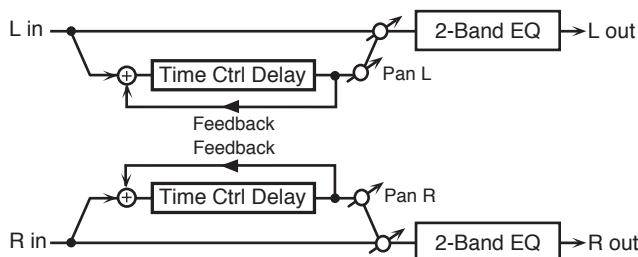 L in
2-Band EQ
L out
Time Ctrl Delay
Pan L
Feedback
Feedback
Time Ctrl Delay
Pan R
R in
2-Band EQ
R out